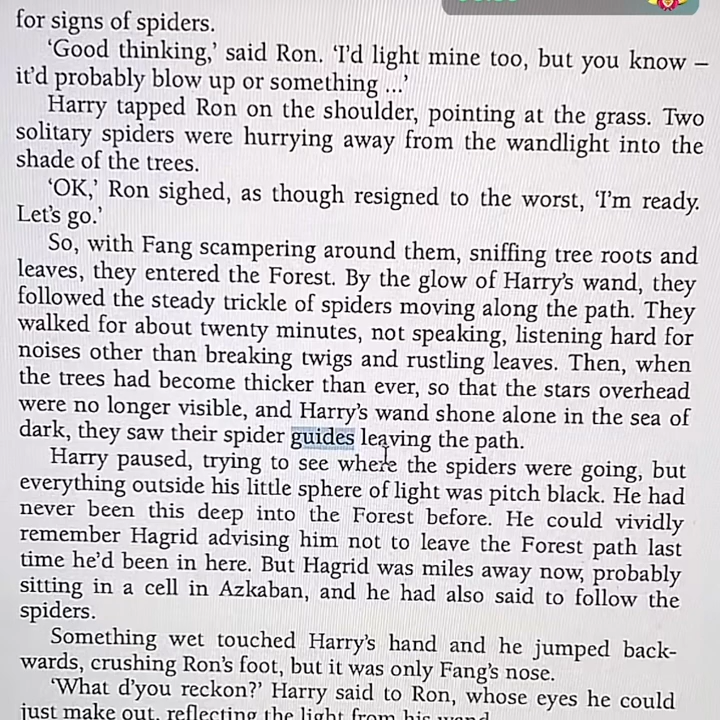 for signs of spiders.
‘Good thinking,’ said Ron. ‘I’d light mine too, but you know –
it’d probably blow up or something ...’
Harry tapped Ron on the shoulder, pointing at the grass. Two
solitary spiders were hurrying away from the wandlight into the
shade of the trees.
‘OK,’ Ron sighed, as though resigned to the worst, ‘I’m ready.
Let’s go.’
So, with Fang scampering around them, sniffing tree roots and
leaves, they entered the Forest. By the glow of Harry’s wand, they
followed the steady trickle of spiders moving along the path. They
walked for about twenty minutes, not speaking, listening hard for
noises other than breaking twigs and rustling leaves. Then, when
the trees had become thicker than ever, so that the stars overhead
were no longer visible, and Harry’s wand shone alone in the sea of
dark, they saw their spider guides leaving the path.
Harry paused, trying to see where the spiders were going, but
everything outside his little sphere of light was pitch black. He had
never been this deep into the Forest before. He could vividly
remember Hagrid advising him not to leave the Forest path last
time he’d been in here. But Hagrid was miles away now, probably
sitting in a cell in Azkaban, and he had also said to follow the
spiders.
Something wet touched Harry’s hand and he jumped back-
wards, crushing Ron’s foot, but it was only Fang’s nose.
‘What d’you reckon?’ Harry said to Ron, whose eyes he could
just make out, reflecting the light from his wand.